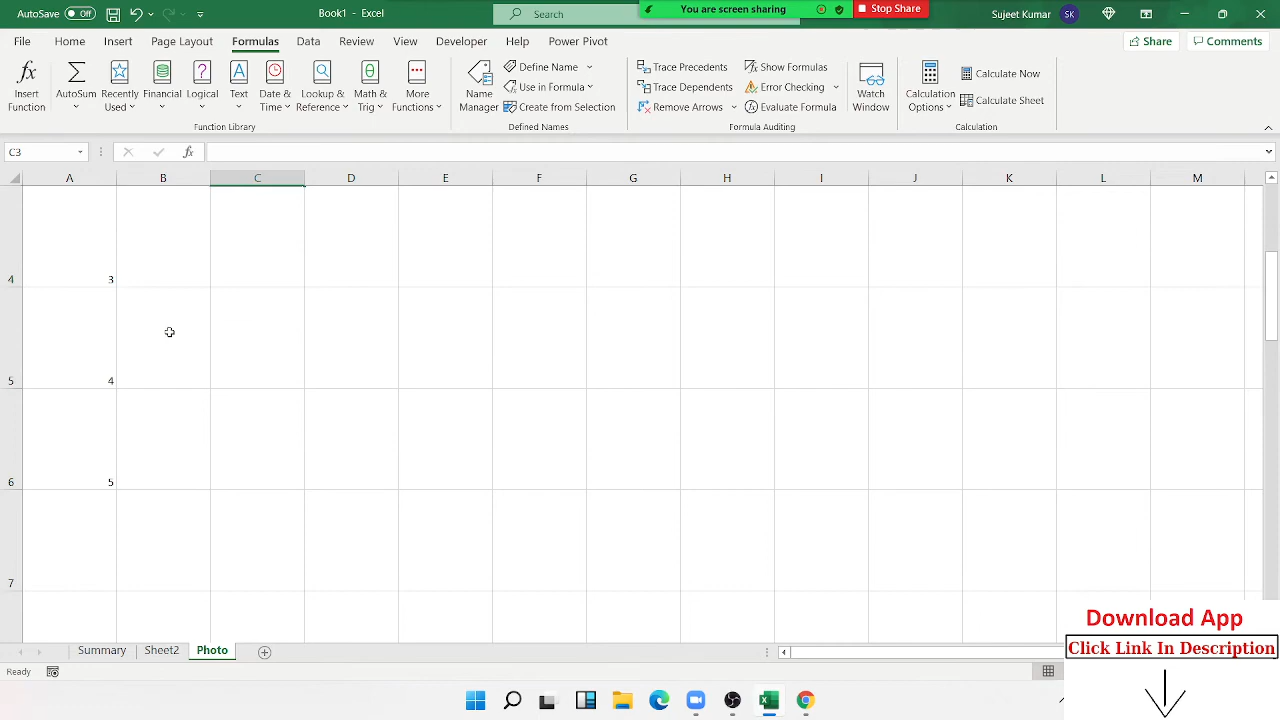 AutoSave Off Book1 - Excel Search You are screen sharing Stop Share Sujeet Kumar SK
File Home Insert Page Layout Formulas Data Review View Developer Help Power Pivot Share Comments
fx Insert Function
AutoSum
Recently Used
Financial
Logical
A Text
Date & Time
Lookup & Reference
Math & Trig
More Functions
Function Library
Name Manager
Define Name
Use in Formula
Create from Selection
Defined Names
Trace Precedents
Trace Dependents
Remove Arrows
Show Formulas
Error Checking
Evaluate Formula
Watch Window
Formula Auditing
Calculation Options
Calculate Now
Calculate Sheet
Calculation
C3 fx
A B C D E F G H I J K L M
4 3
5 4
6 5
7
Summary Sheet2 Photo
Ready
Download App
Click Link In Description